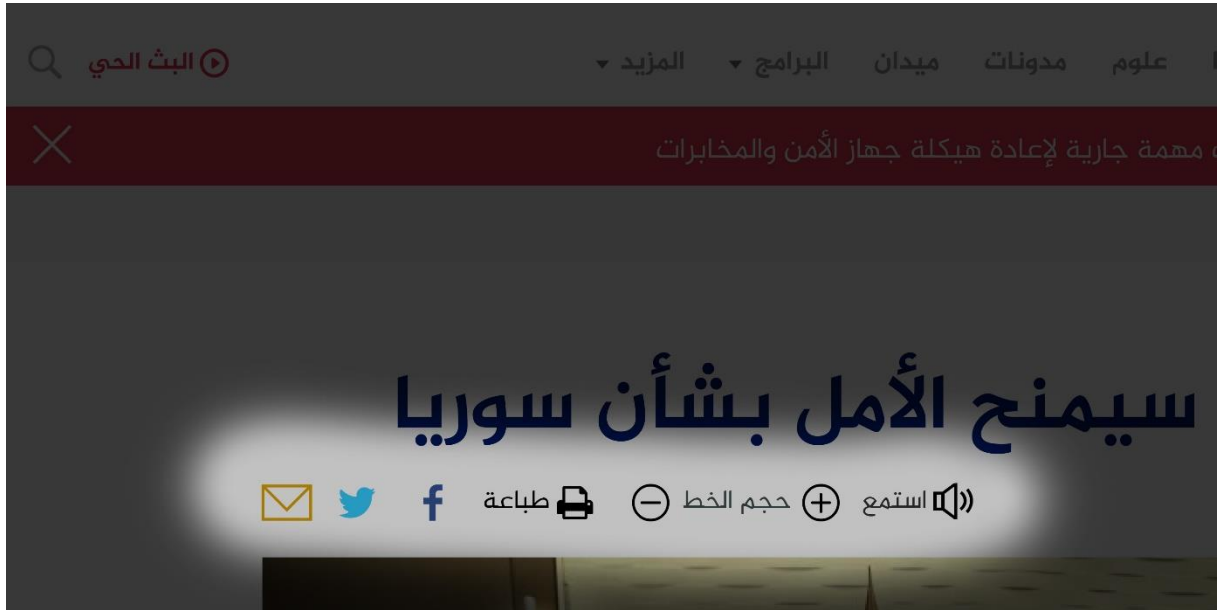 علوم مدونات ميدان البرامج المزيد البث الحي
مهمة جارية لإعادة هيكلة جهاز الأمن والمخابرات
سيمنح الأمل بشأن سوريا
استمع حجم الخط طباعة